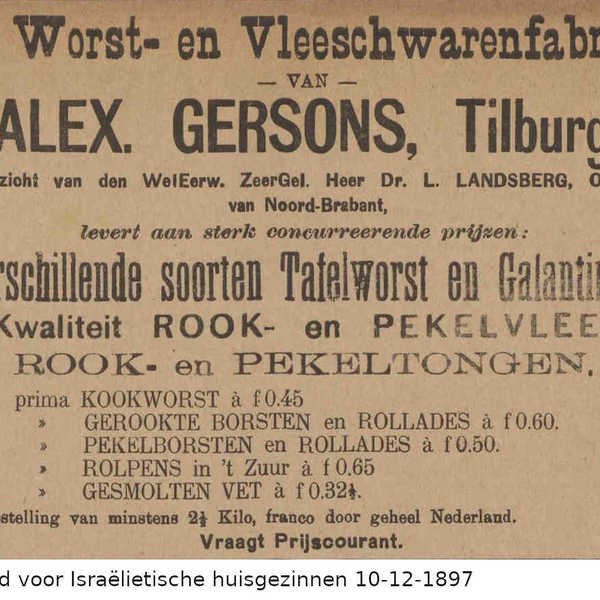 Worst- en Vleeschwarenfabr
— VAN —
ALEX. GERSONS, Tilburg
zicht van den WelEerw. ZeerGel. Heer Dr. L. LANDSBERG, O
van Noord-Brabant,
levert aan sterk concurreerende prijzen:
rschillende soorten Tafelworst en Galanti
Kwaliteit ROOK- en PEKELVLEE
ROOK- en PEKELTONGEN.
prima KOOKWORST à f 0.45
» GEROOKTE BORSTEN en ROLLADES à f 0.60.
» PEKELBORSTEN en ROLLADES à f 0.50.
» ROLPENS in 't Zuur à f 0.65
» GESMOLTEN VET à f 0.32½.
stelling van minstens 2½ Kilo, franco door geheel Nederland.
Vraagt Prijscourant.
d voor Israëlietische huisgezinnen 10-12-1897